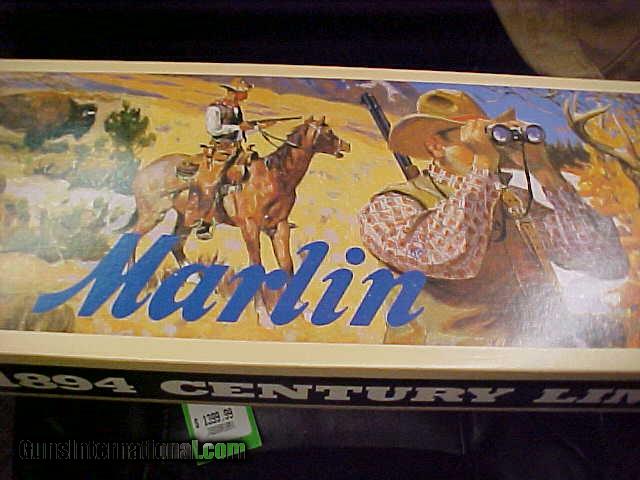 Marlin
1894 CENTURY LIM
$ 1399.99
GunsInternational.com